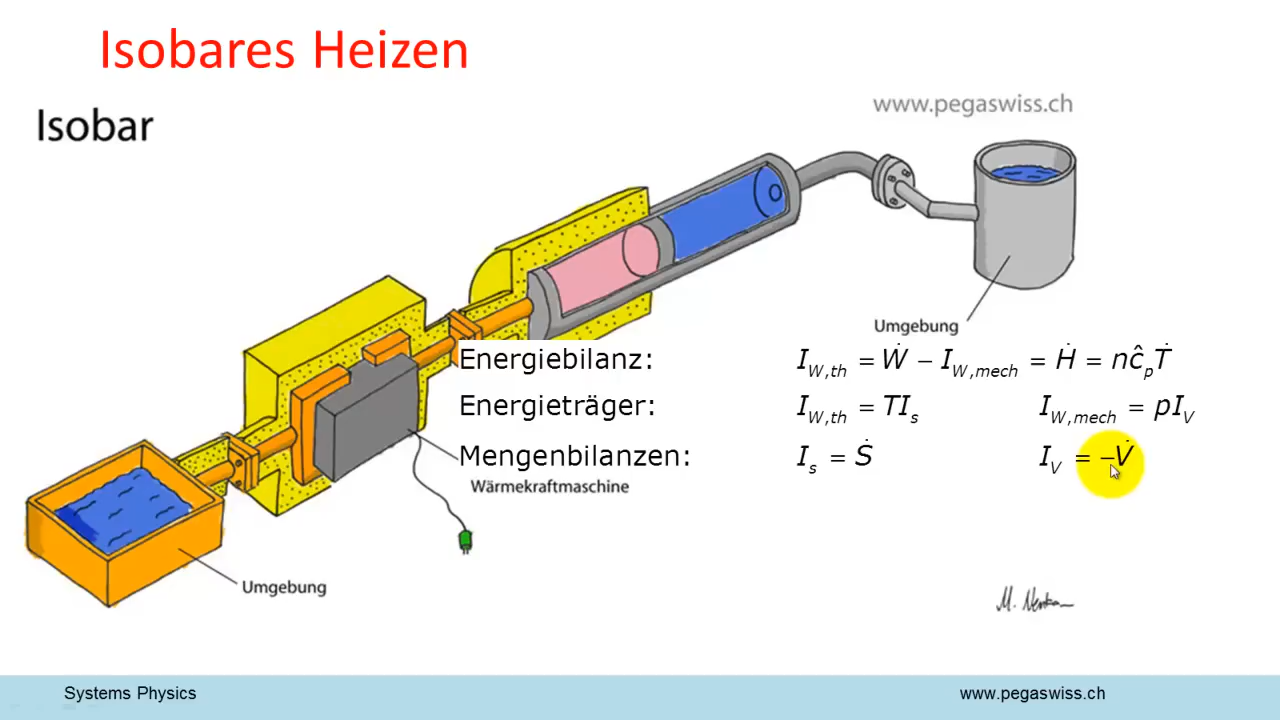 Isobares Heizen
Isobar
www.pegaswiss.ch
Umgebung
Energiebilanz: I_{W,th} = Ẇ − I_{W,mech} = Ḣ = nĉ_pṪ
Energieträger: I_{W,th} = TI_s I_{W,mech} = pI_V
Mengenbilanzen: I_s = Ṡ I_V = −V̇
Wärmekraftmaschine
Umgebung
Systems Physics
www.pegaswiss.ch